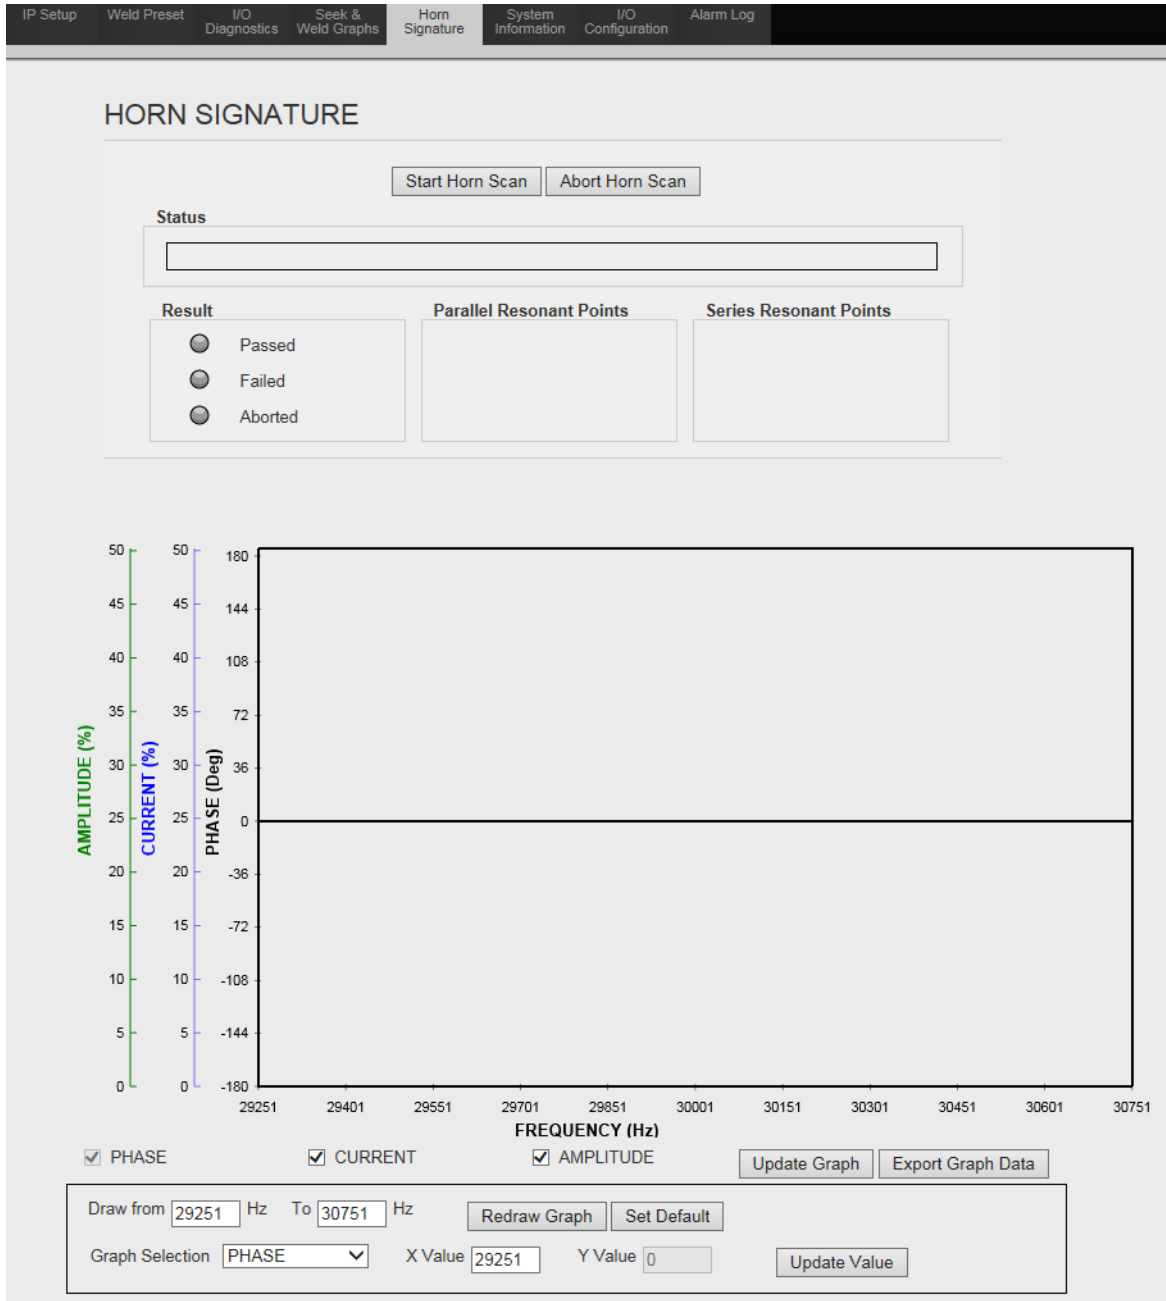 IP Setup Weld Preset I/O Diagnostics Seek & Weld Graphs Horn Signature System Information I/O Configuration Alarm Log
HORN SIGNATURE
Start Horn Scan Abort Horn Scan
Status
Result Parallel Resonant Points Series Resonant Points
Passed
Failed
Aborted
AMPLITUDE (%)
50
45
40
35
30
25
20
15
10
5
0
CURRENT (%)
50
45
40
35
30
25
20
15
10
5
0
PHASE (Deg)
180
144
108
72
36
0
-36
-72
-108
-144
-180
29251 29401 29551 29701 29851 30001 30151 30301 30451 30601 30751
FREQUENCY (Hz)
PHASE CURRENT AMPLITUDE Update Graph Export Graph Data
Draw from 29251 Hz To 30751 Hz Redraw Graph Set Default
Graph Selection PHASE X Value 29251 Y Value 0 Update Value